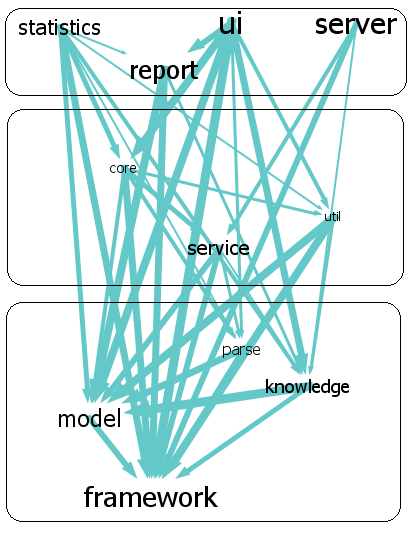 statistics
ui
server
report
core
util
service
parse
knowledge
model
framework